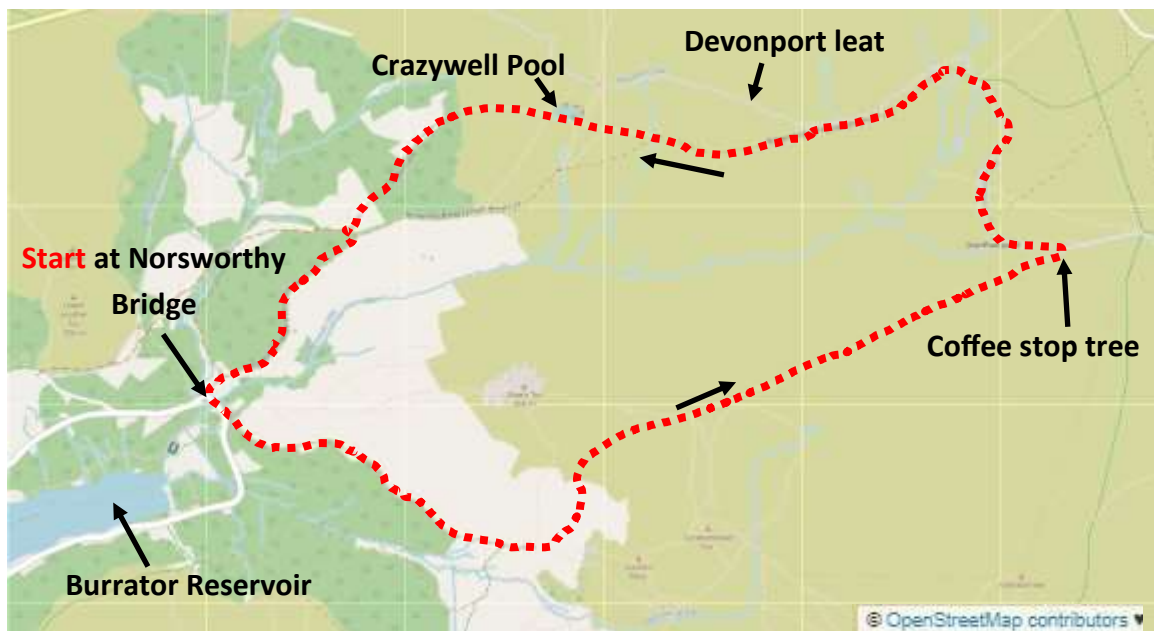 Devonport leat
Crazywell Pool
Start at Norsworthy
Bridge
Coffee stop tree
Burrator Reservoir
© OpenStreetMap contributors ♥